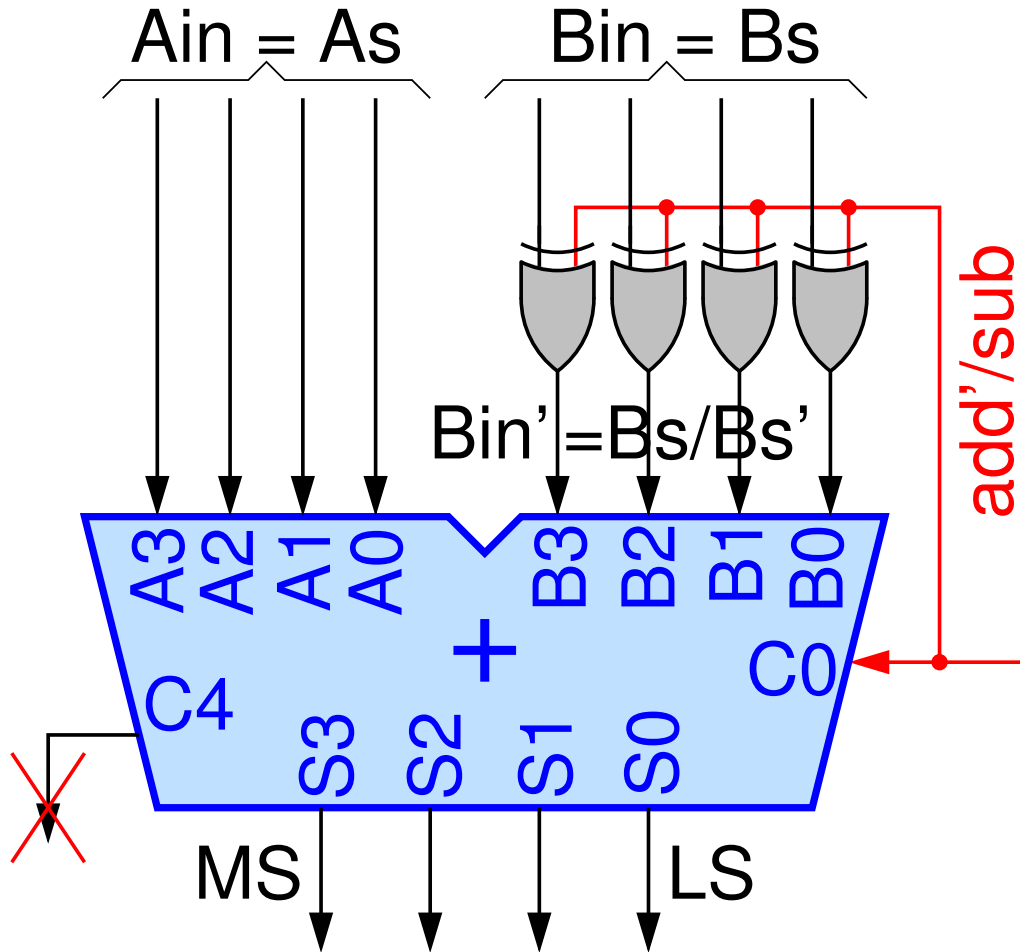 Ain = As
Bin = Bs
add'/sub
Bin' =Bs/Bs'
A3 A2 A1 A0 B3 B2 B1 B0
+
C0
C4
S3 S2 S1 S0
MS
LS